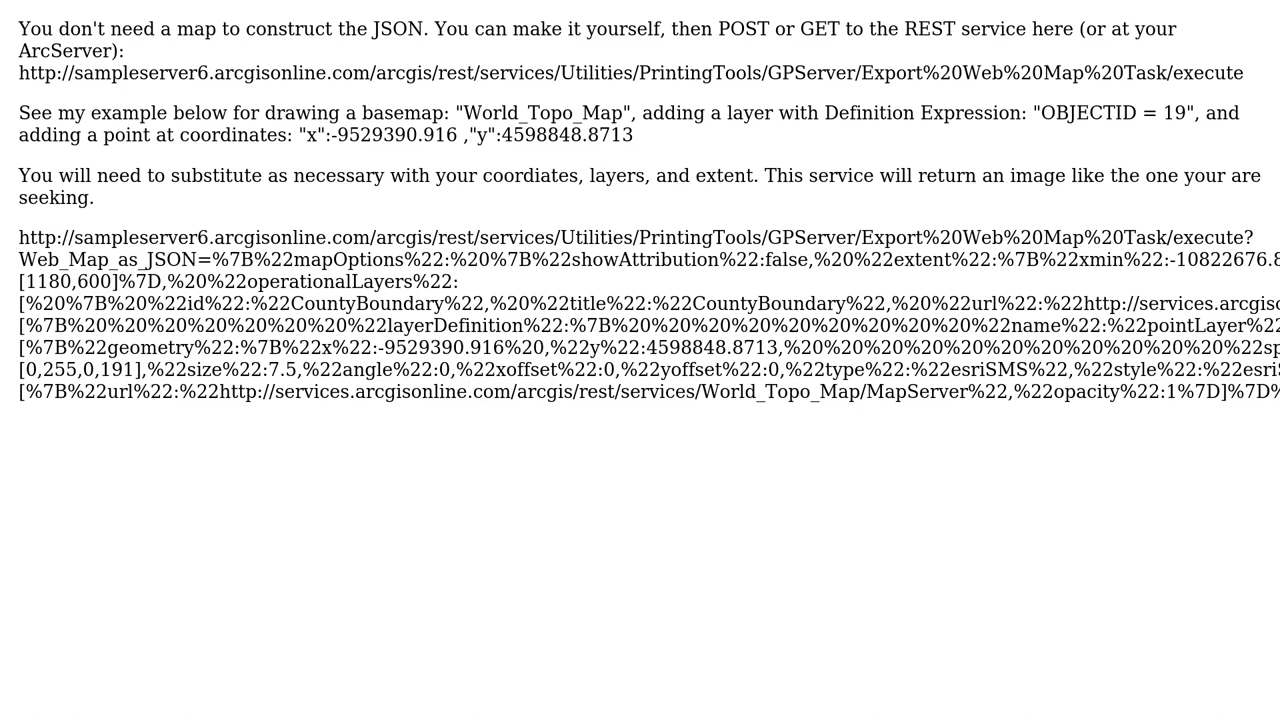 You don't need a map to construct the JSON. You can make it yourself, then POST or GET to the REST service here (or at your
ArcServer):
http://sampleserver6.arcgisonline.com/arcgis/rest/services/Utilities/PrintingTools/GPServer/Export%20Web%20Map%20Task/execute
See my example below for drawing a basemap: "World_Topo_Map", adding a layer with Definition Expression: "OBJECTID = 19", and
adding a point at coordinates: "x":-9529390.916 ,"y":4598848.8713
You will need to substitute as necessary with your coordiates, layers, and extent. This service will return an image like the one your are
seeking.
http://sampleserver6.arcgisonline.com/arcgis/rest/services/Utilities/PrintingTools/GPServer/Export%20Web%20Map%20Task/execute?
Web_Map_as_JSON=%7B%22mapOptions%22:%20%7B%22showAttribution%22:false,%20%22extent%22:%7B%22xmin%22:-10822676.8
[1180,600]%7D,%20%22operationalLayers%22:
[%20%7B%20%22id%22:%22CountyBoundary%22,%20%22title%22:%22CountyBoundary%22,%20%22url%22:%22http://services.arcgiso
[%7B%20%20%20%20%20%20%20%20%22layerDefinition%22:%7B%20%20%20%20%20%20%20%20%20%20%20%22name%22:%22pointLayer%22
[%7B%22geometry%22:%7B%22x%22:-9529390.916%20,%22y%22:4598848.8713,%20%20%20%20%20%20%20%20%20%20%20%20%20%22sp
[0,255,0,191],%22size%22:7.5,%22angle%22:0,%22xoffset%22:0,%22yoffset%22:0,%22type%22:%22esriSMS%22,%22style%22:%22esriS
[%7B%22url%22:%22http://services.arcgisonline.com/arcgis/rest/services/World_Topo_Map/MapServer%22,%22opacity%22:1%7D]%7D%